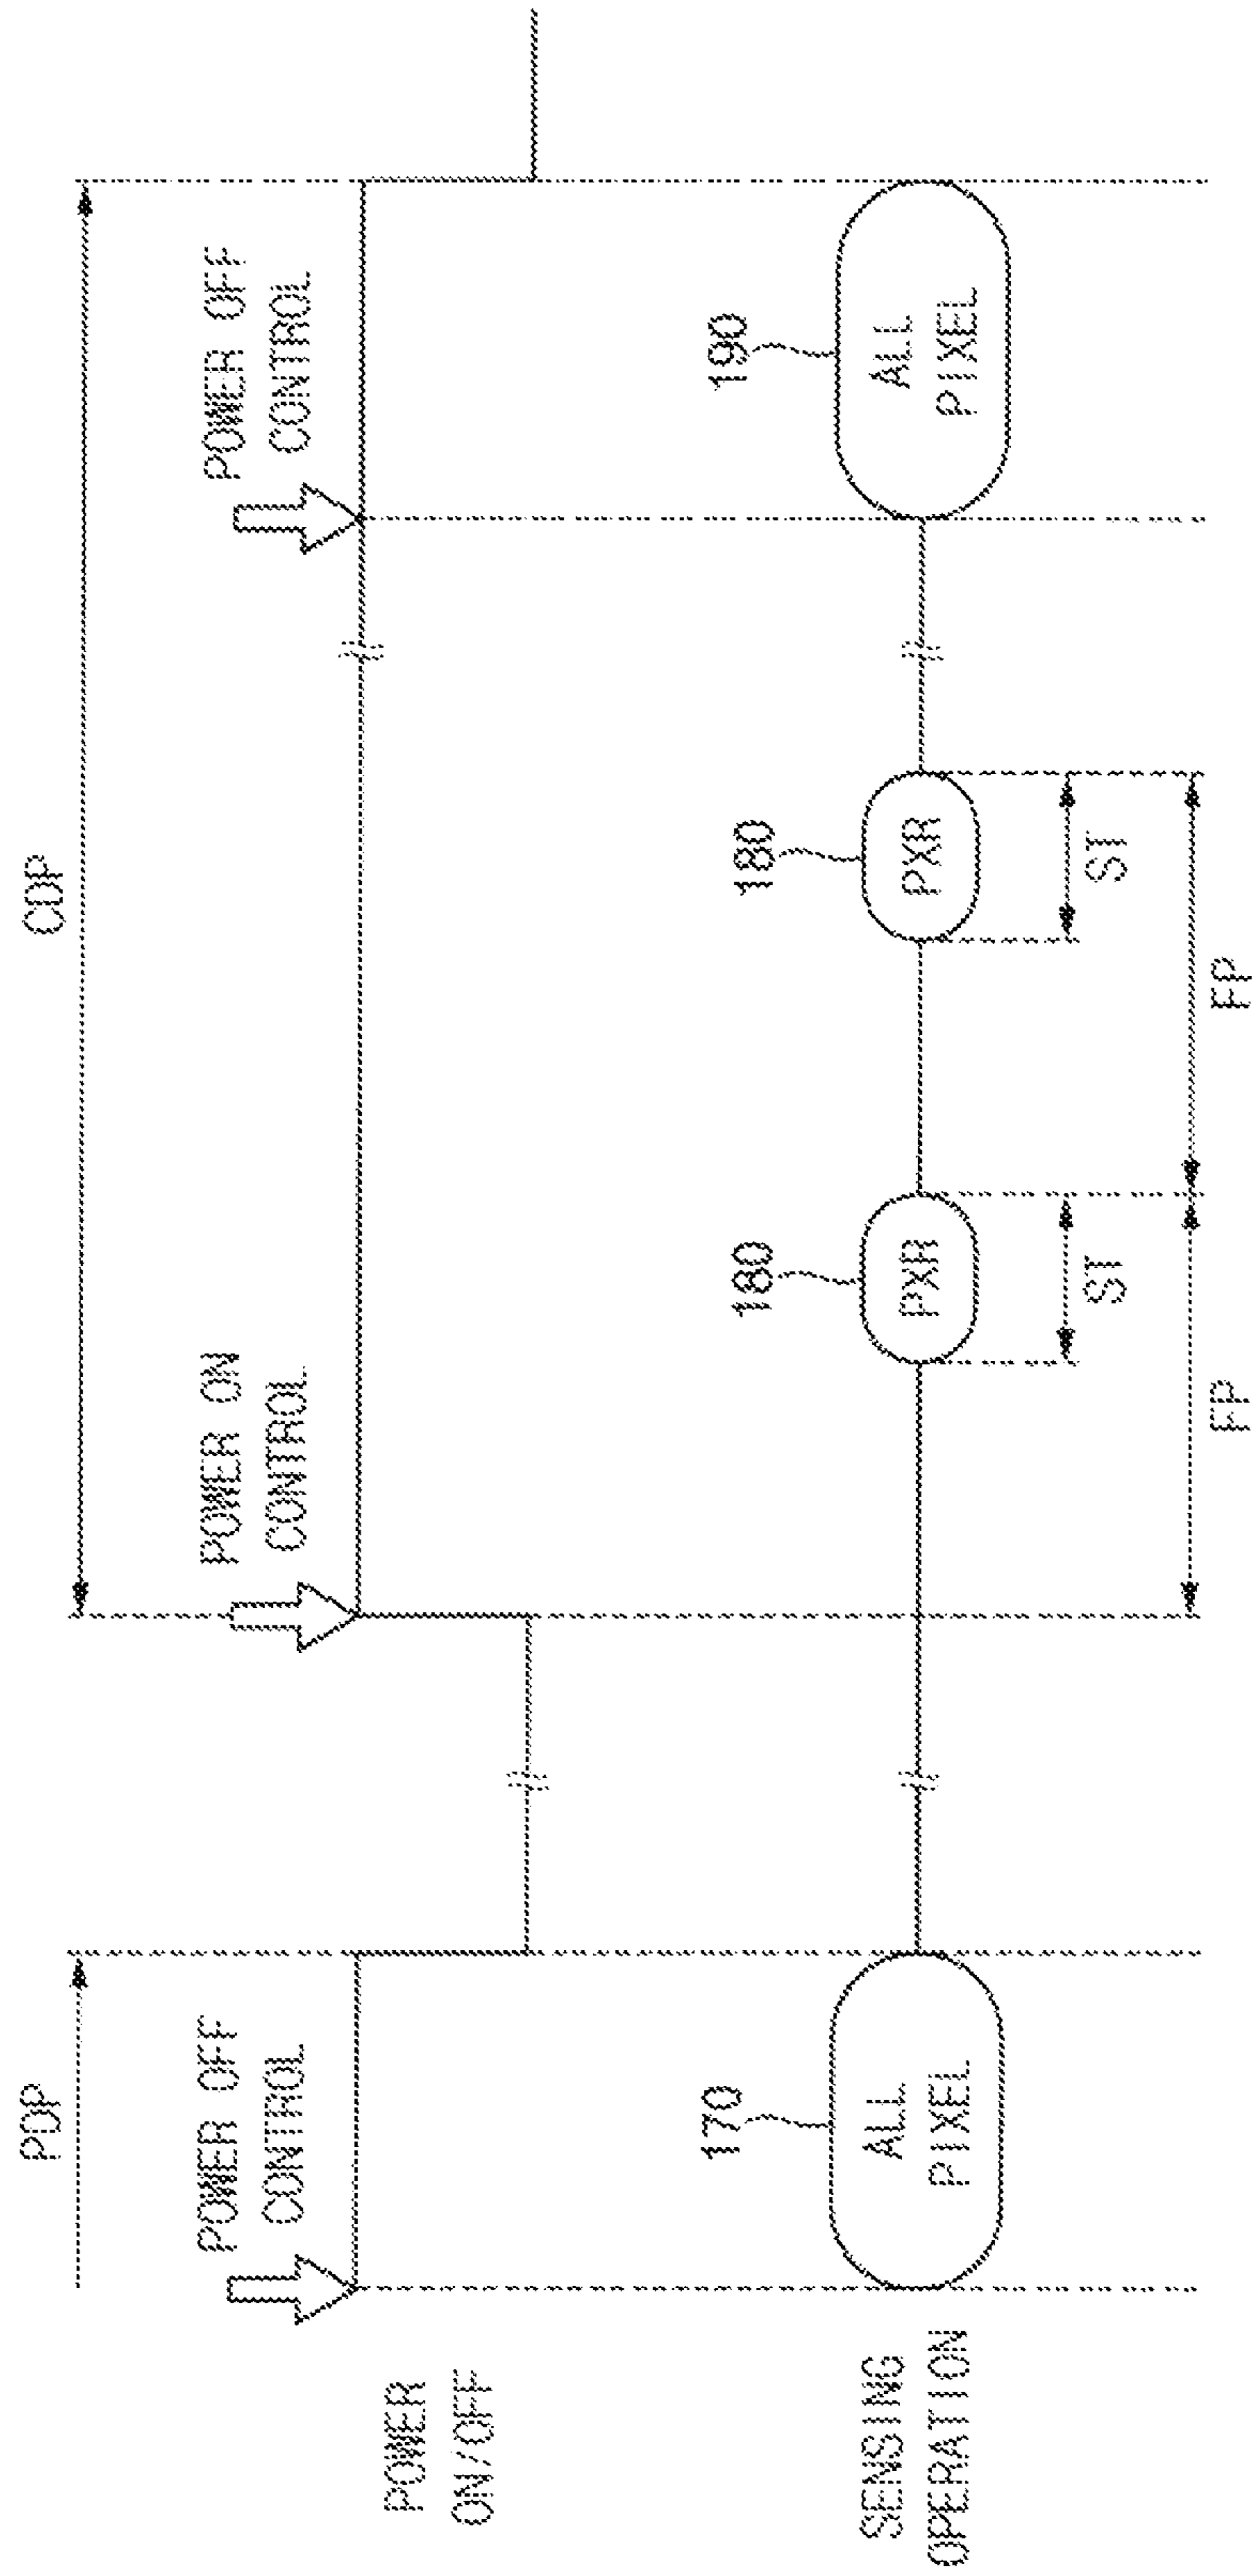 PDP
CDP
POWER OFF
CONTROL
POWER ON
CONTROL
POWER OFF
CONTROL
POWER
ON/OFF
170
180
180
190
SENSING
OPERATION
ALL
PIXEL
PXR
PXR
ALL
PIXEL
ST
ST
FP
FP